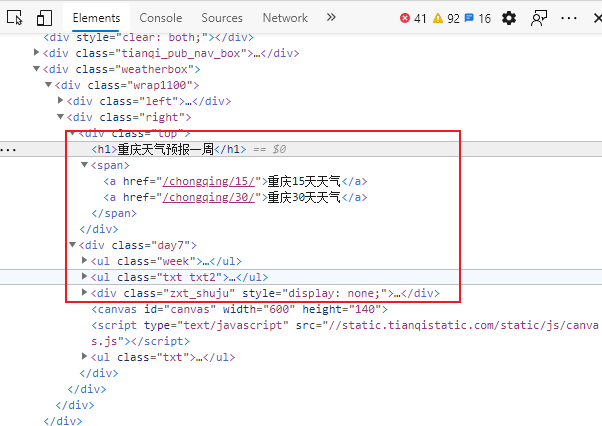 Elements Console Sources Network » 41 92 16
<div style="clear: both;"></div>
<div class="tianqi_pub_nav_box">…</div>
<div class="weatherbox">
<div class="wrap1100">
<div class="left">…</div>
<div class="right">
<div class="top">
<h1>重庆天气预报一周</h1> == $0
<span>
<a href="/chongqing/15/">重庆15天天气</a>
<a href="/chongqing/30/">重庆30天天气</a>
</span>
</div>
<div class="day7">
<ul class="week">…</ul>
<ul class="txt txt2">…</ul>
<div class="zxt_shuju" style="display: none;">…</div>
<canvas id="canvas" width="600" height="140">
<script type="text/javascript" src="//static.tianqistatic.com/static/js/canva
s.js"></script>
<ul class="txt">…</ul>
</div>
</div>
</div>
</div>